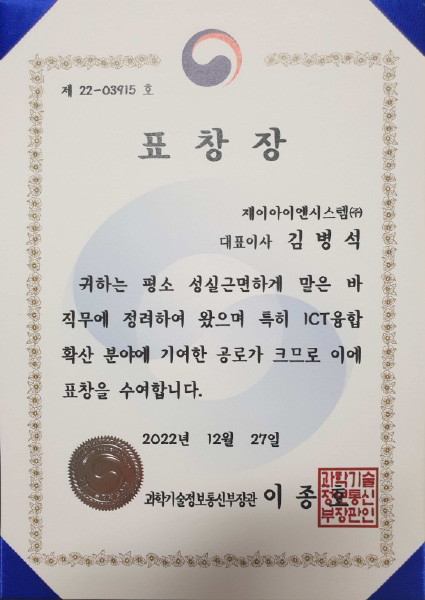 제 22-03915 호
표 창 장
제이아이엔시스템㈜
대표이사 김 병 석
귀하는 평소 성실근면하게 맡은 바
직무에 정려하여 왔으며 특히 ICT융합
확산 분야에 기여한 공로가 크므로 이에
표창을 수여합니다.
2022년 12월 27일
과학기술정보통신부장관 이 종 호
과학기술
정보통신
부장관인